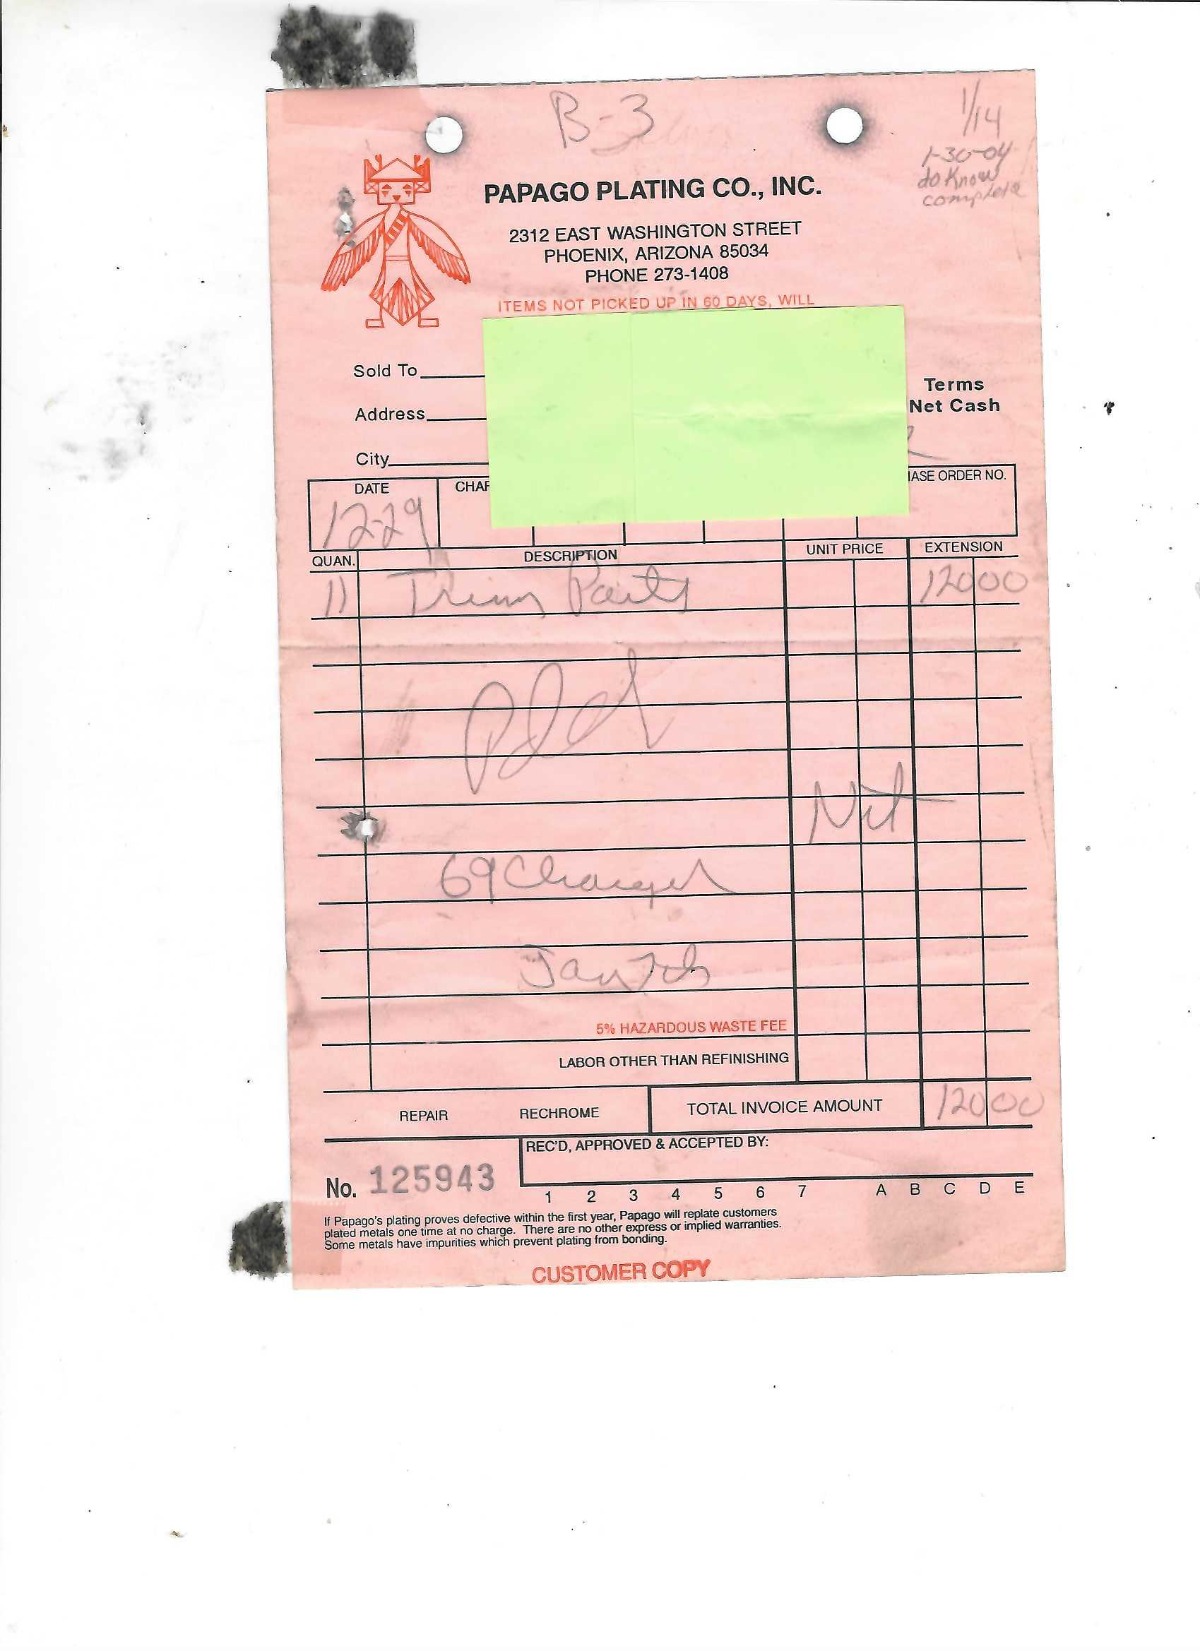 B-3
1/14
1-30-04
do Know
complete
PAPAGO PLATING CO., INC.
2312 EAST WASHINGTON STREET
PHOENIX, ARIZONA 85034
PHONE 273-1408
ITEMS NOT PICKED UP IN 60 DAYS, WILL
Sold To
Terms
Address
Net Cash
City
DATE CHAR ASE ORDER NO.
12-29
QUAN. DESCRIPTION UNIT PRICE EXTENSION
11 Trim Parts 120 00
Net
69 Charger
5% HAZARDOUS WASTE FEE
LABOR OTHER THAN REFINISHING
REPAIR RECHROME TOTAL INVOICE AMOUNT 120 00
REC'D, APPROVED & ACCEPTED BY:
No. 125943
1 2 3 4 5 6 7 A B C D E
If Papago's plating proves defective within the first year, Papago will replate customers
plated metals one time at no charge. There are no other express or implied warranties.
Some metals have impurities which prevent plating from bonding.
CUSTOMER COPY